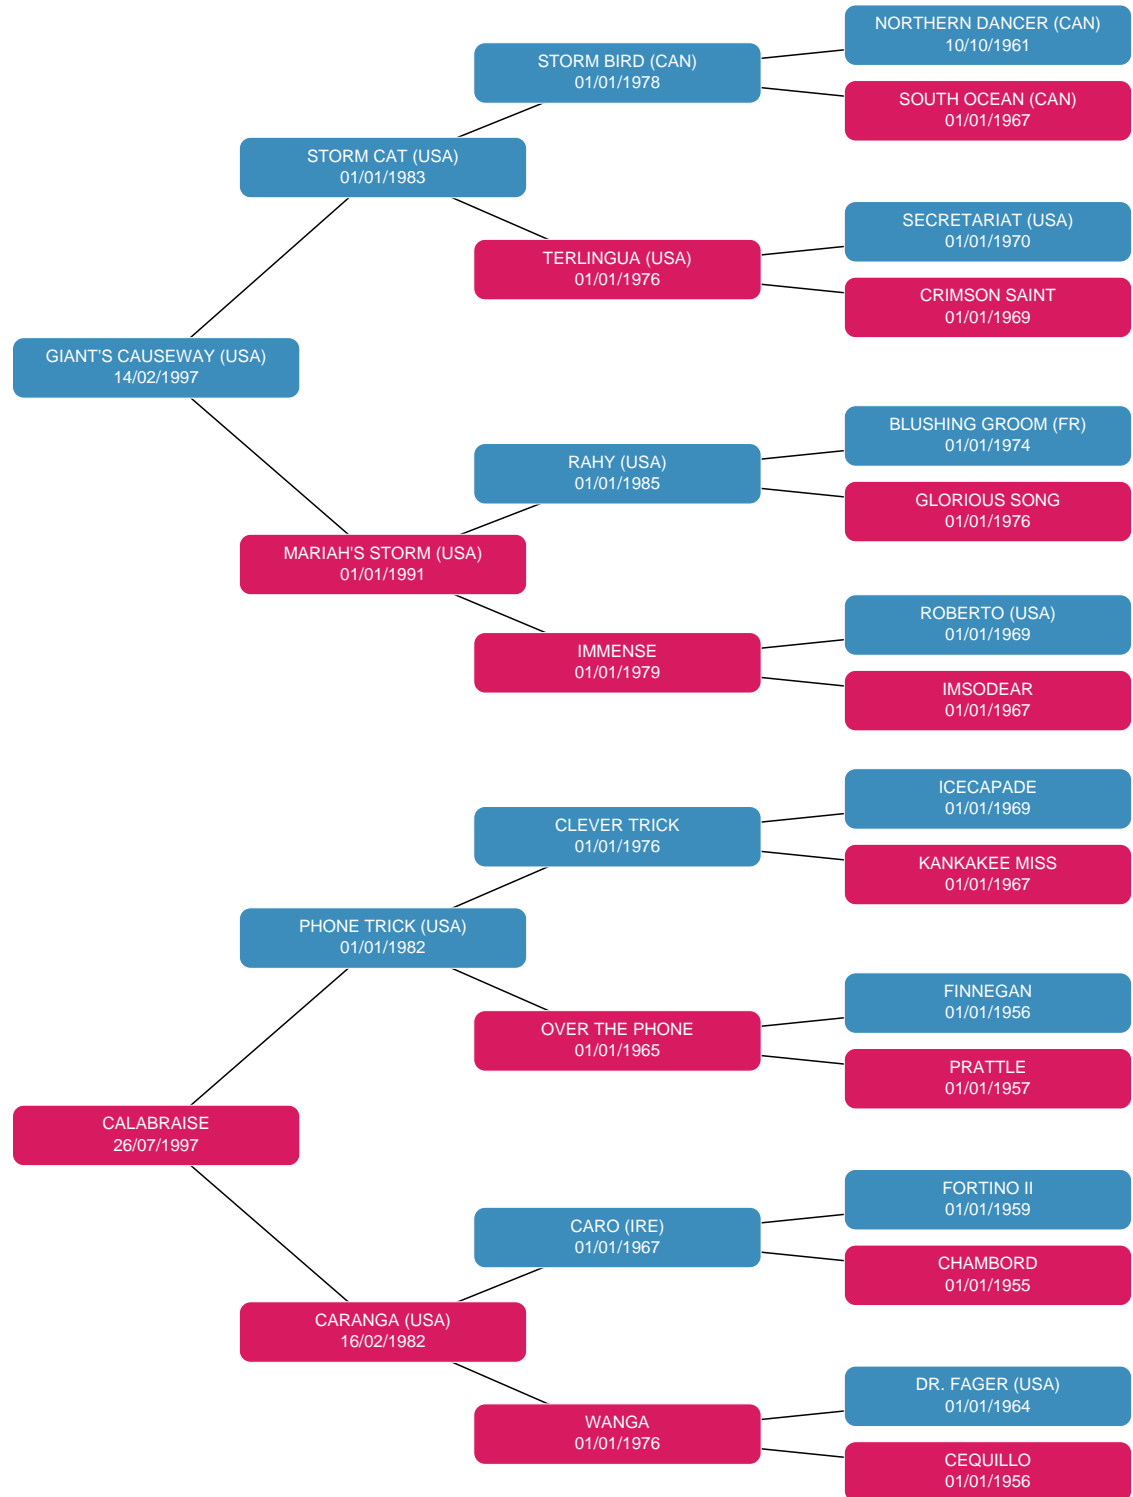 NORTHERN DANCER (CAN)
10/10/1961
STORM BIRD (CAN)
01/01/1978
SOUTH OCEAN (CAN)
01/01/1967
STORM CAT (USA)
01/01/1983
SECRETARIAT (USA)
01/01/1970
TERLINGUA (USA)
01/01/1976
CRIMSON SAINT
01/01/1969
GIANT'S CAUSEWAY (USA)
14/02/1997
BLUSHING GROOM (FR)
01/01/1974
RAHY (USA)
01/01/1985
GLORIOUS SONG
01/01/1976
MARIAH'S STORM (USA)
01/01/1991
ROBERTO (USA)
01/01/1969
IMMENSE
01/01/1979
IMSODEAR
01/01/1967
ICECAPADE
01/01/1969
CLEVER TRICK
01/01/1976
KANKAKEE MISS
01/01/1967
PHONE TRICK (USA)
01/01/1982
FINNEGAN
01/01/1956
OVER THE PHONE
01/01/1965
PRATTLE
01/01/1957
CALABRAISE
26/07/1997
FORTINO II
01/01/1959
CARO (IRE)
01/01/1967
CHAMBORD
01/01/1955
CARANGA (USA)
16/02/1982
DR. FAGER (USA)
01/01/1964
WANGA
01/01/1976
CEQUILLO
01/01/1956